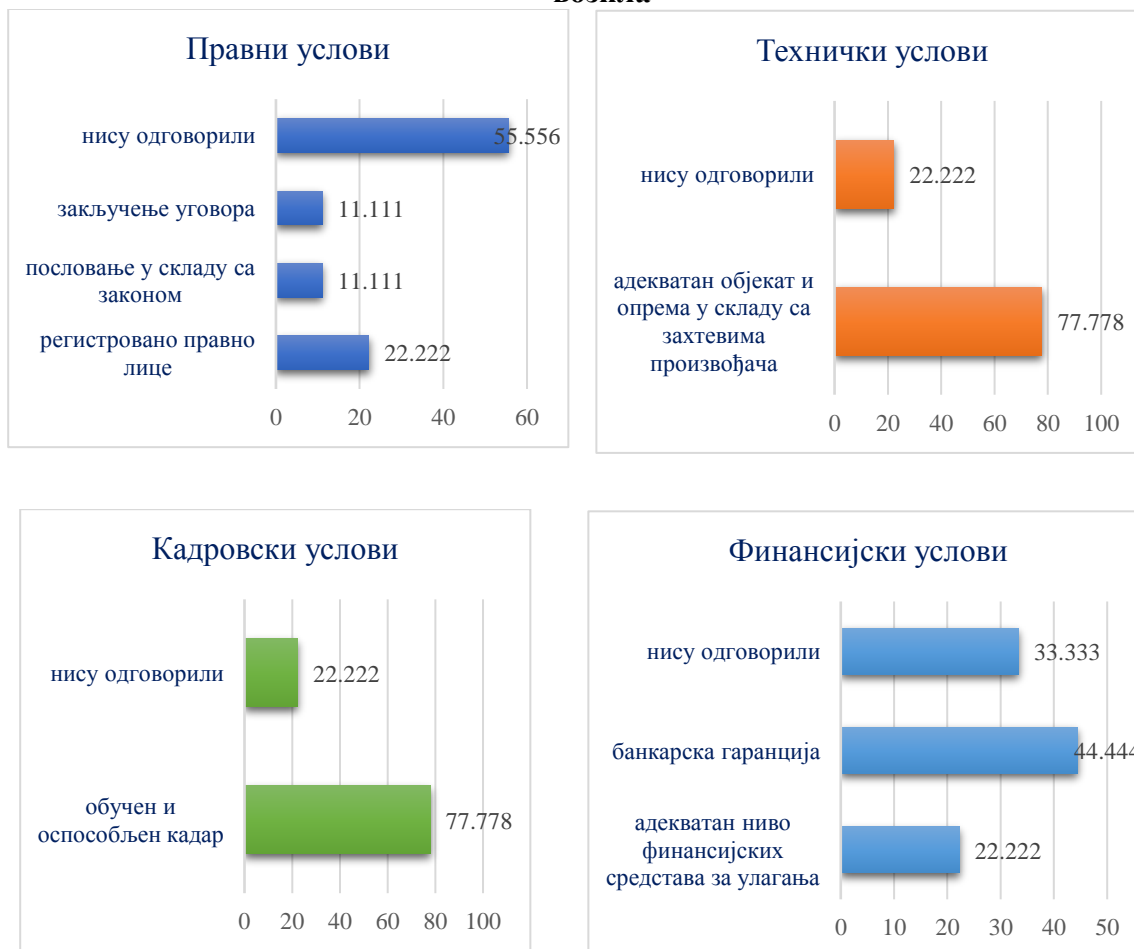 возила
Правни услови
нису одговорили
55.556
закључење уговора
11.111
пословање у складу са
законом
11.111
регистровано правно
лице
22.222
0 20 40 60
Технички услови
нису одговорили
22.222
адекватан објекат и
опрема у складу са
захтевима
произвођача
77.778
0 20 40 60 80 100
Кадровски услови
нису одговорили
22.222
обучен и
оспособљен кадар
77.778
0 20 40 60 80 100
Финансијски услови
нису одговорили
33.333
банкарска гаранција
44.444
адекватан ниво
финансијских
средстава за улагања
22.222
0 10 20 30 40 50